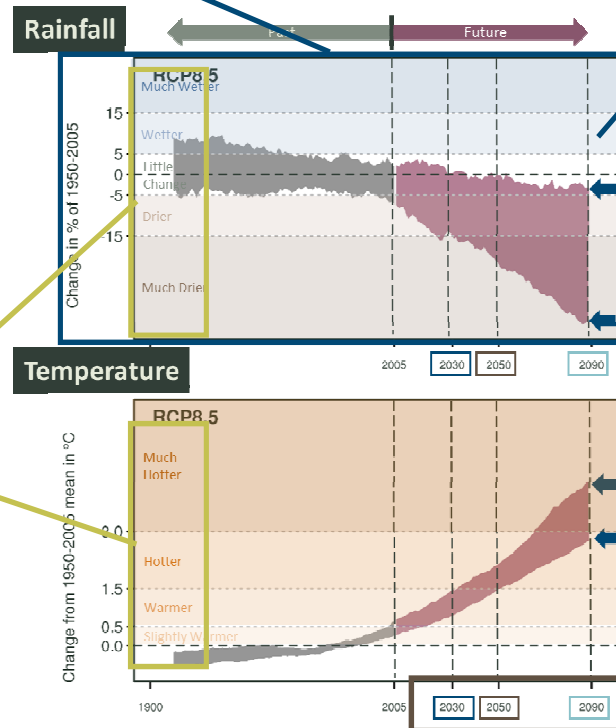 Rainfall
Past
Future
RCP8.5
Much Wetter
15
Wetter
5
Little
0
Change
-5
Drier
-15
Much Drier
Change in % of 1950-2005
2005
2030
2050
2090
Temperature
RCP8.5
Much
Hotter
3.0
Hotter
1.5
Warmer
0.5
Slightly Warmer
0.0
Change from 1950-2005 mean in ºC
1900
2005
2030
2050
2090